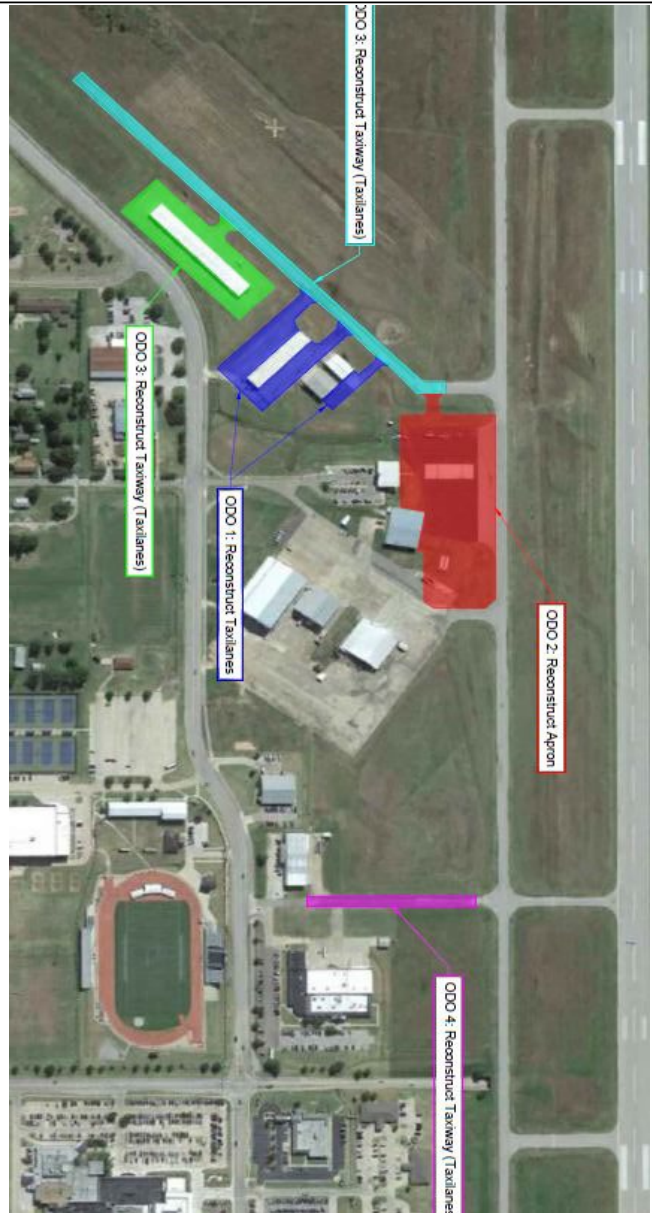 ODO 3: Reconstruct Taxiway (Taxilanes)
ODO 3: Reconstruct Taxiway (Taxilanes)
ODO 1: Reconstruct Taxilanes
ODO 2: Reconstruct Apron
ODO 4: Reconstruct Taxiway (Taxilanes